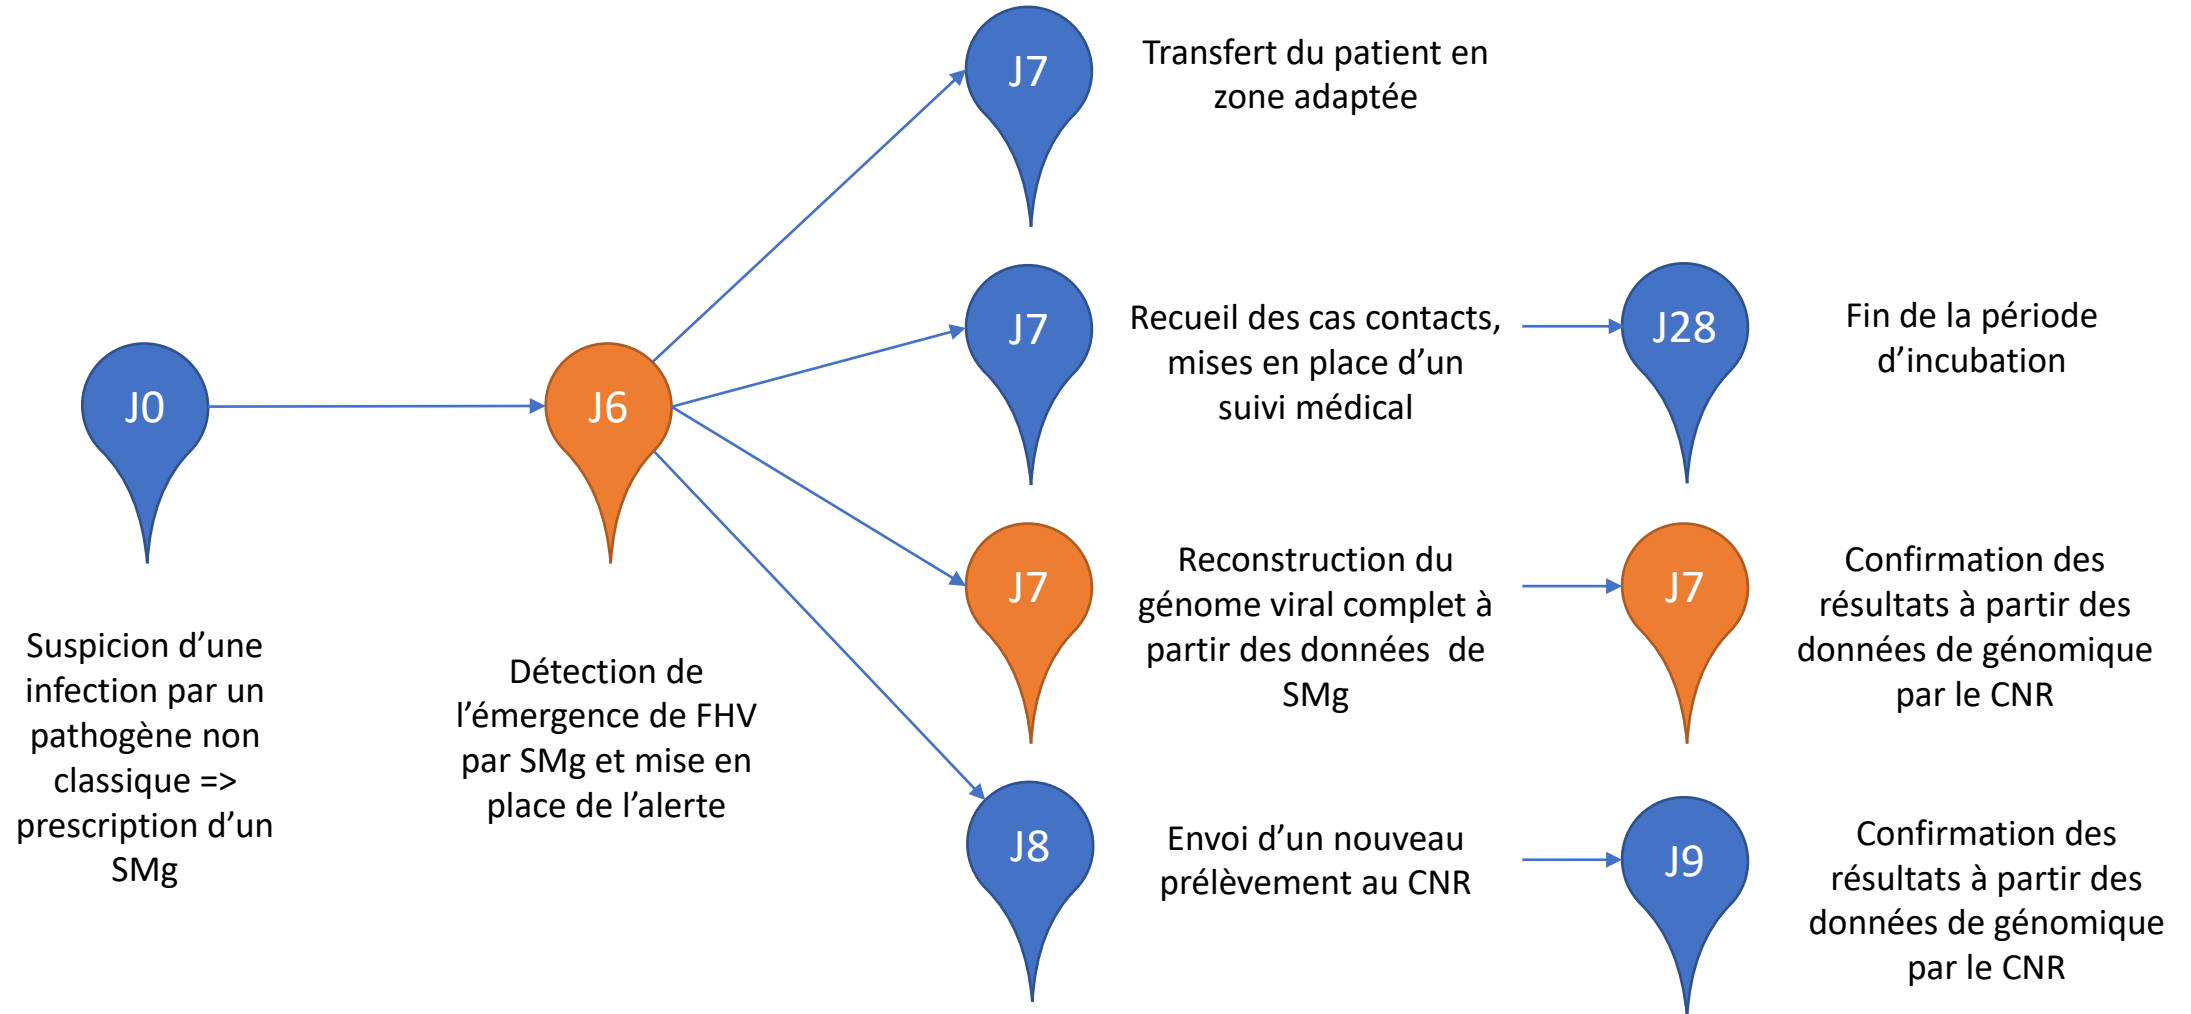 J0
Suspicion d’une
infection par un
pathogène non
classique =>
prescription d’un
SMg
J6
Détection de
l’émergence de FHV
par SMg et mise en
place de l’alerte
J7
Transfert du patient en
zone adaptée
J7
Recueil des cas contacts,
mises en place d’un
suivi médical
J28
Fin de la période
d’incubation
J7
Reconstruction du
génome viral complet à
partir des données de
SMg
J7
Confirmation des
résultats à partir des
données de génomique
par le CNR
J8
Envoi d’un nouveau
prélèvement au CNR
J9
Confirmation des
résultats à partir des
données de génomique
par le CNR